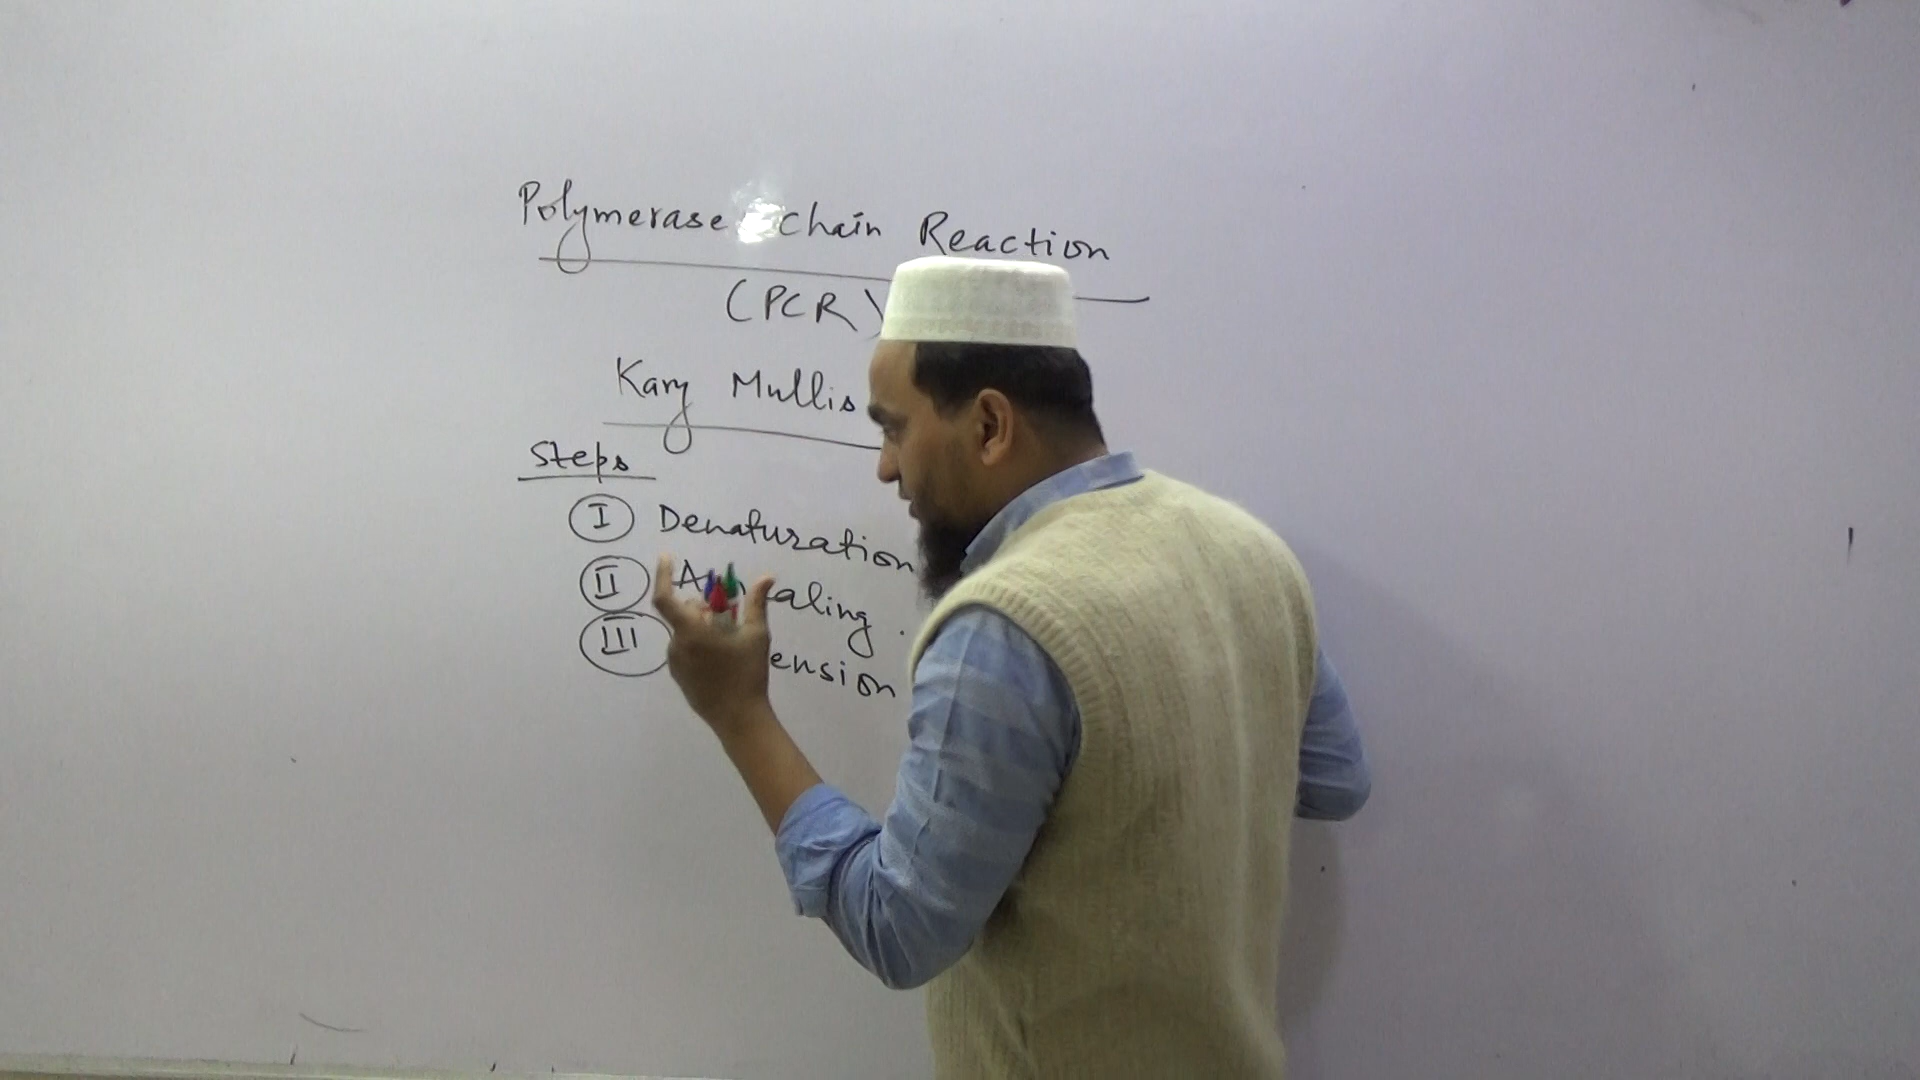 Polymerase chain Reaction
(PCR)
Kary Mullis
Steps
I Denaturation
II
III